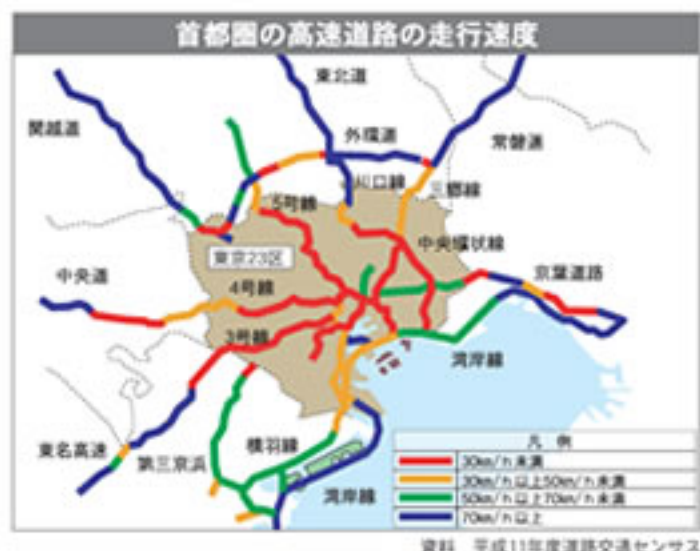 首都圏の高速道路の走行速度
東北道
関越道
外環道
常磐道
川口線
三郷線
5号線
中央環状線
東京23区
中央道
京葉道路
4号線
3号線
湾岸線
東名高速
第三京浜
横羽線
湾岸線
凡 例
30km/h未満
30km/h以上50km/h未満
50km/h以上70km/h未満
70km/h以上
資料 平成11年度道路交通センサス